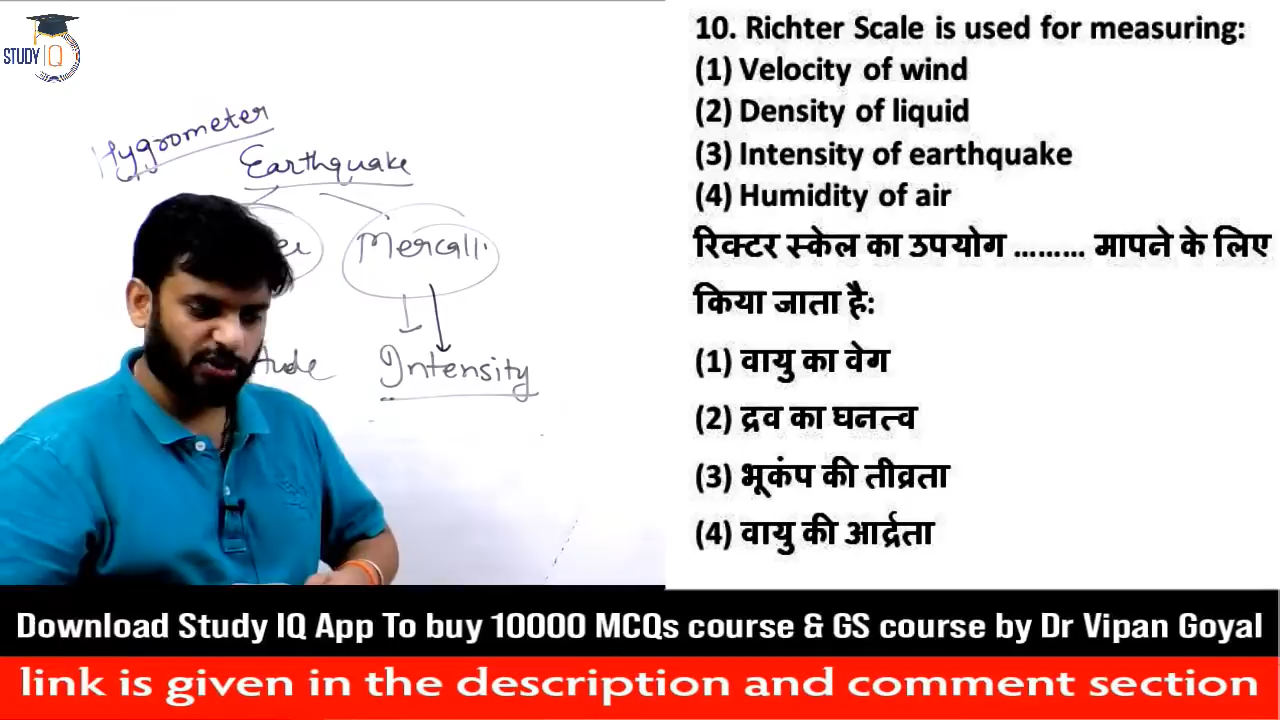 STUDY IQ
Hygrometer
Earthquake
Mercalli
Intensity
10. Richter Scale is used for measuring:
(1) Velocity of wind
(2) Density of liquid
(3) Intensity of earthquake
(4) Humidity of air
रिक्टर स्केल का उपयोग ......... मापने के लिए
किया जाता है:
(1) वायु का वेग
(2) द्रव का घनत्व
(3) भूकंप की तीव्रता
(4) वायु की आर्द्रता
Download Study IQ App To buy 10000 MCQs course & GS course by Dr Vipan Goyal
link is given in the description and comment section